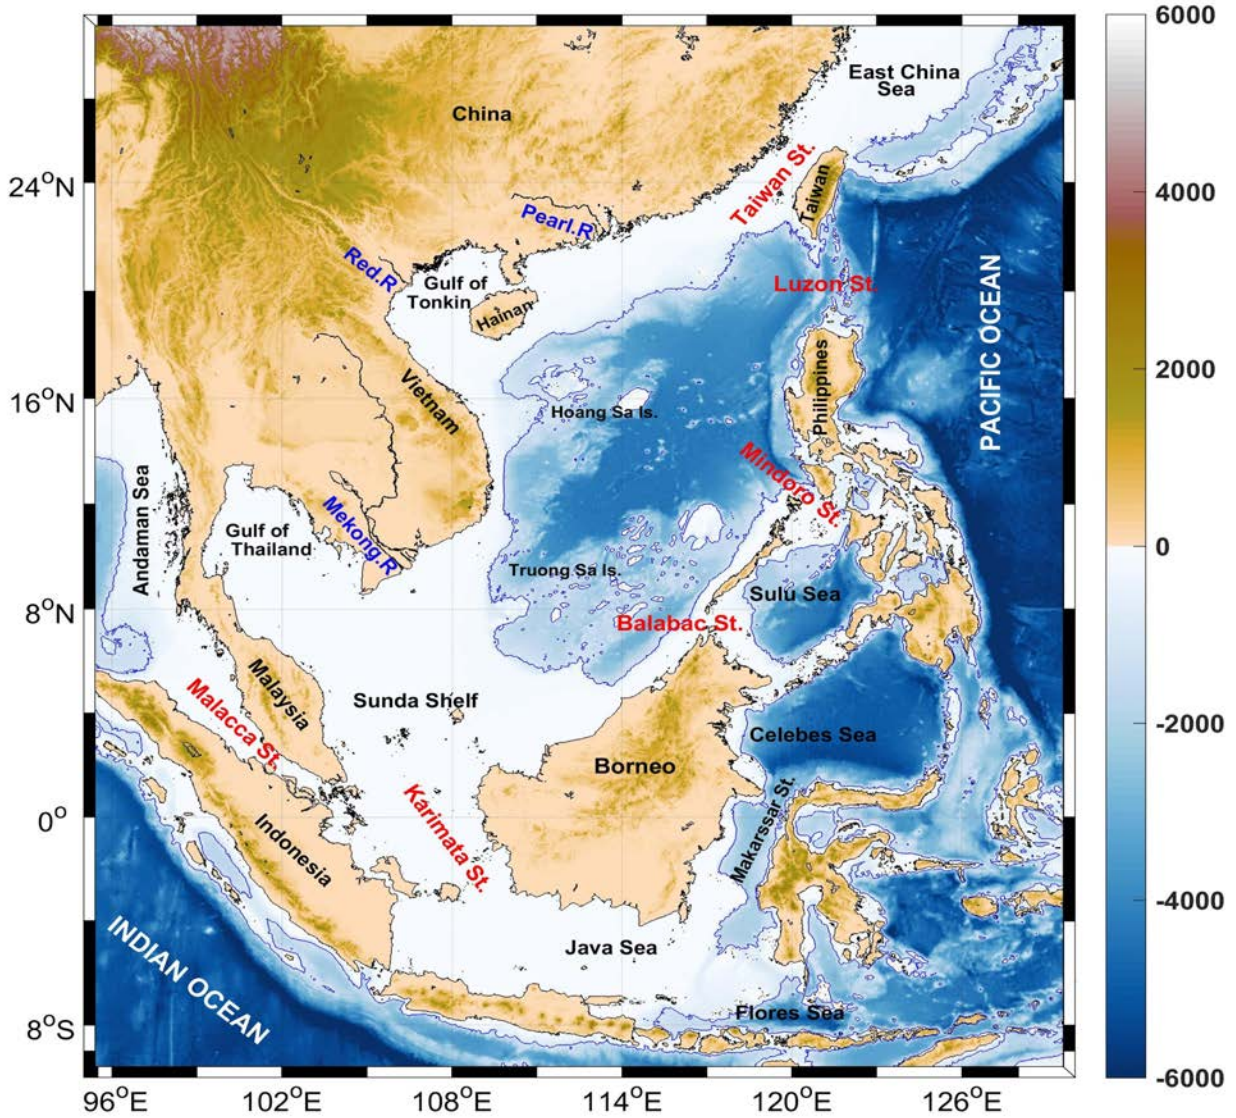 6000
East China
Sea
China
Taiwan St.
Taiwan
4000
24°N
Pearl.R
Red.R
Gulf of
Tonkin
Hainan
Luzon St.
PACIFIC OCEAN
2000
Vietnam
Philippines
16°N
Hoang Sa Is.
Mindoro St.
Andaman Sea
Gulf of
Thailand
Mekong.R
0
Truong Sa Is.
Sulu Sea
8°N
Balabac St.
Malaysia
Malacca St.
Sunda Shelf
-2000
Celebes Sea
Borneo
Makarssar St.
Karimata St.
0°
Indonesia
-4000
INDIAN OCEAN
Java Sea
Flores Sea
8°S
-6000
96°E
102°E
108°E
114°E
120°E
126°E